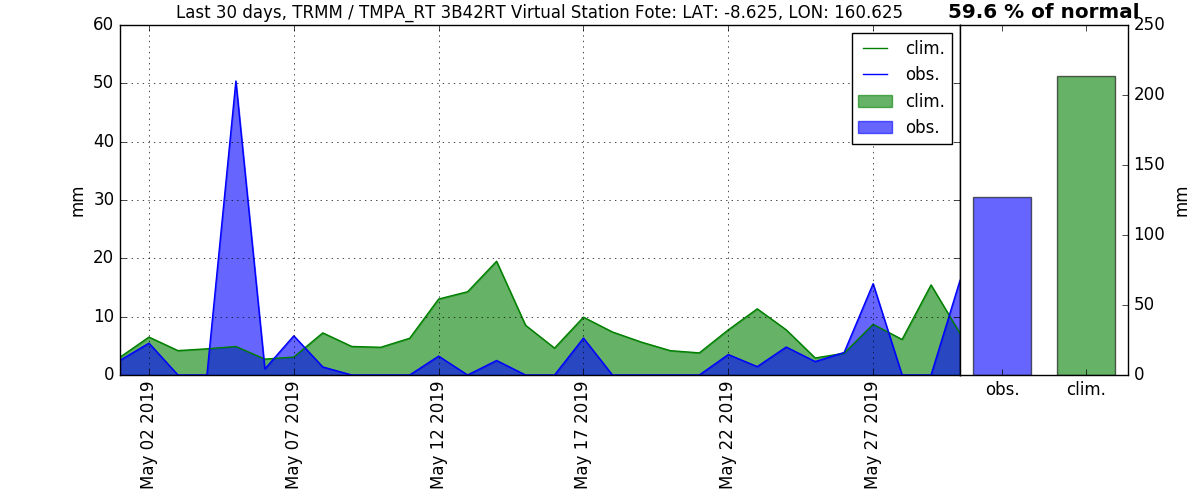 Last 30 days, TRMM / TMPA_RT 3B42RT Virtual Station Fote: LAT: -8.625, LON: 160.625
59.6 % of normal
60
50
40
30
20
10
0
mm
clim.
obs.
clim.
obs.
May 02 2019
May 07 2019
May 12 2019
May 17 2019
May 22 2019
May 27 2019
250
200
150
100
50
0
mm
obs.
clim.